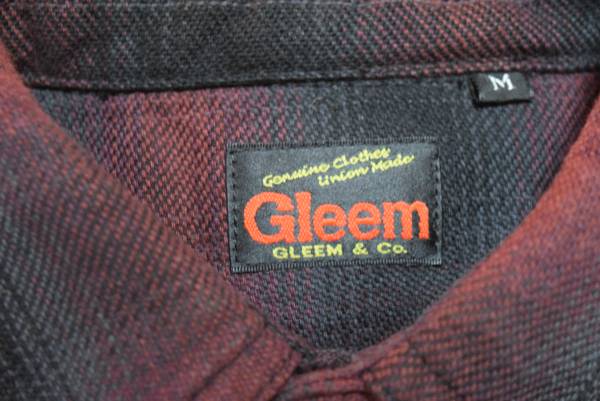 M
Genuine Clothes
Union Made
Gleem
GLEEM & Co.